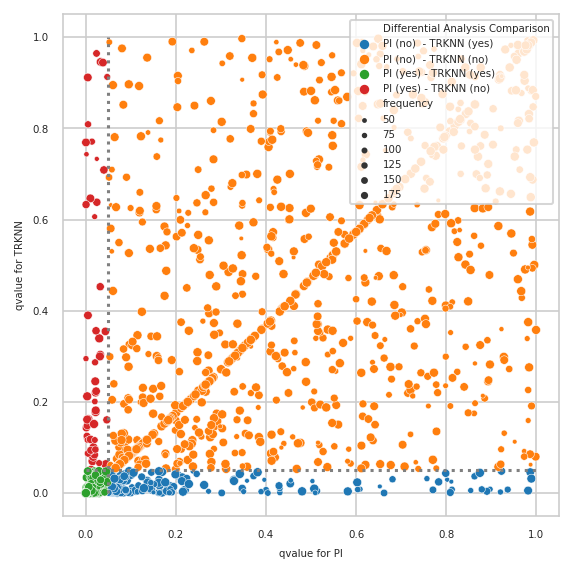 Differential Analysis Comparison
PI (no) - TRKNN (yes)
PI (no) - TRKNN (no)
PI (yes) - TRKNN (yes)
PI (yes) - TRKNN (no)
frequency
50
75
100
125
150
175
1.0
0.8
0.6
0.4
0.2
0.0
qvalue for TRKNN
0.0 0.2 0.4 0.6 0.8 1.0
qvalue for PI